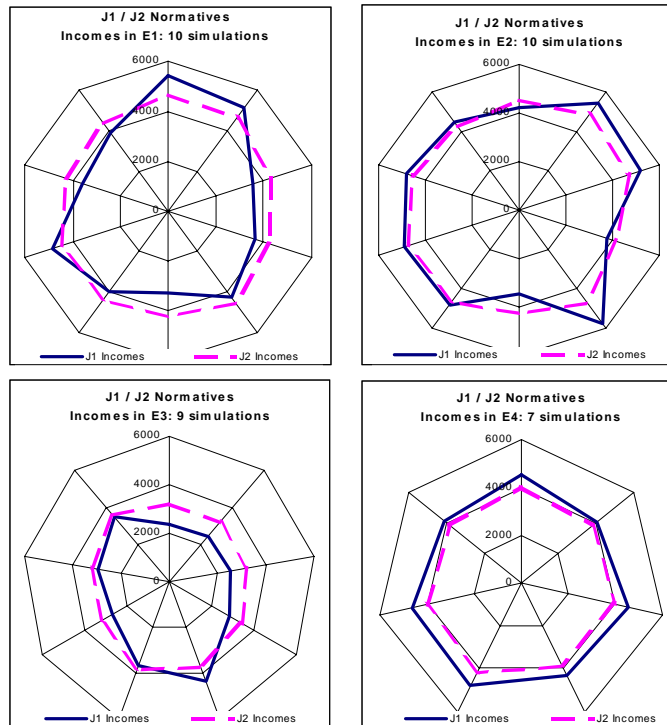 J1 / J2 Normatives
Incomes in E1: 10 simulations
6000
4000
2000
0
J1 Incomes
J2 Incomes
J1 / J2 Normatives
Incomes in E2: 10 simulations
6000
4000
2000
0
J1 Incomes
J2 Incomes
J1 / J2 Normatives
Incomes in E3: 9 simulations
6000
4000
2000
0
J1 / J2 Normatives
Incomes in E4: 7 simulations
6000
4000
2000
0
J1 Incomes
J2 Incomes
J1 Incomes
J2 Incomes